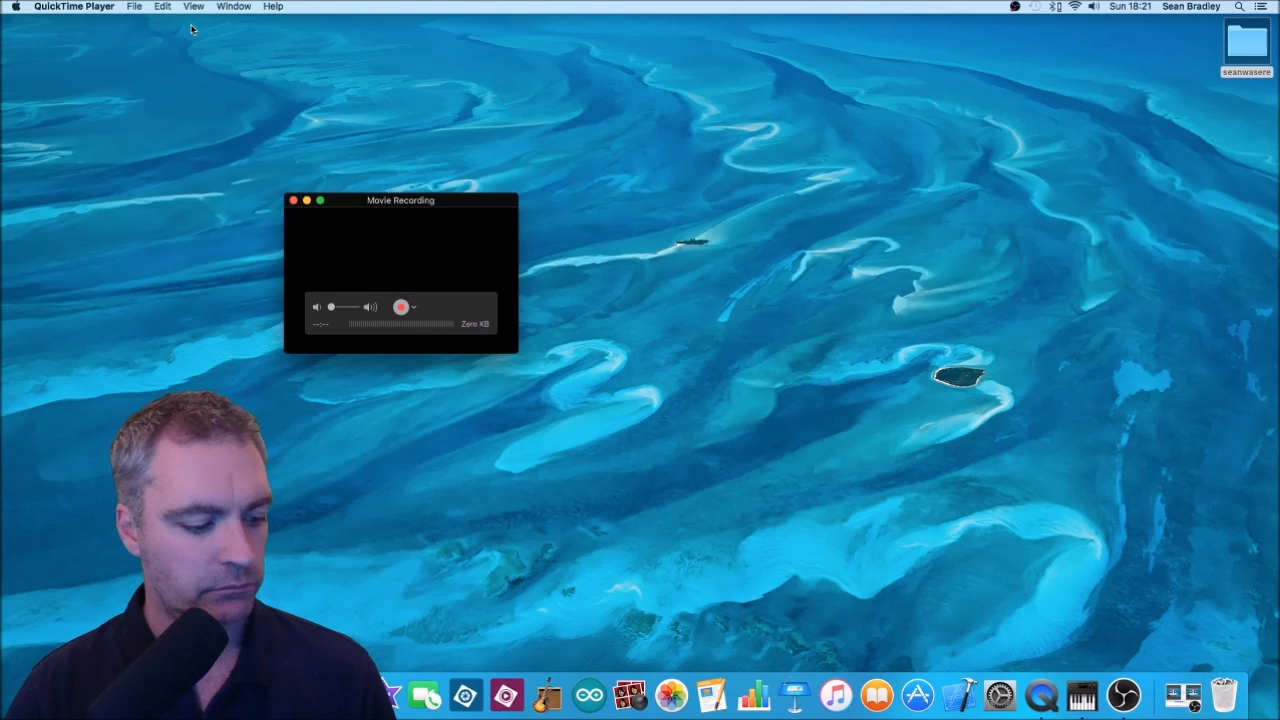 QuickTime Player File Edit View Window Help Sun 18:21 Sean Bradley
seanwasere
Movie Recording
--:-- Zero KB